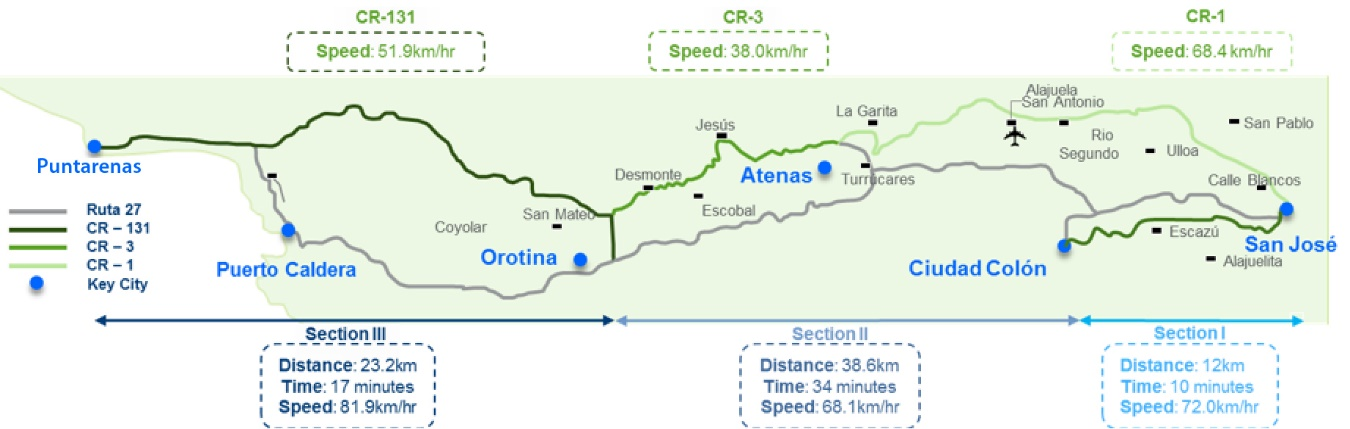 CR-131
Speed: 51.9km/hr
CR-3
Speed: 38.0km/hr
CR-1
Speed: 68.4km/hr
Alajuela
San Antonio
La Garita
Jesús
San Pablo
Rio
Segundo
Ulloa
Puntarenas
Desmonte
Atenas
Turrúcares
Calle Blancos
Escobal
Ruta 27
CR – 131
CR – 3
CR – 1
Key City
Coyolar
San Mateo
Escazú
San José
Orotina
Puerto Caldera
Ciudad Colón
Alajuelita
Section III
Distance: 23.2km
Time: 17 minutes
Speed: 81.9km/hr
Section II
Distance: 38.6km
Time: 34 minutes
Speed: 68.1km/hr
Section I
Distance: 12km
Time: 10 minutes
Speed: 72.0km/hr